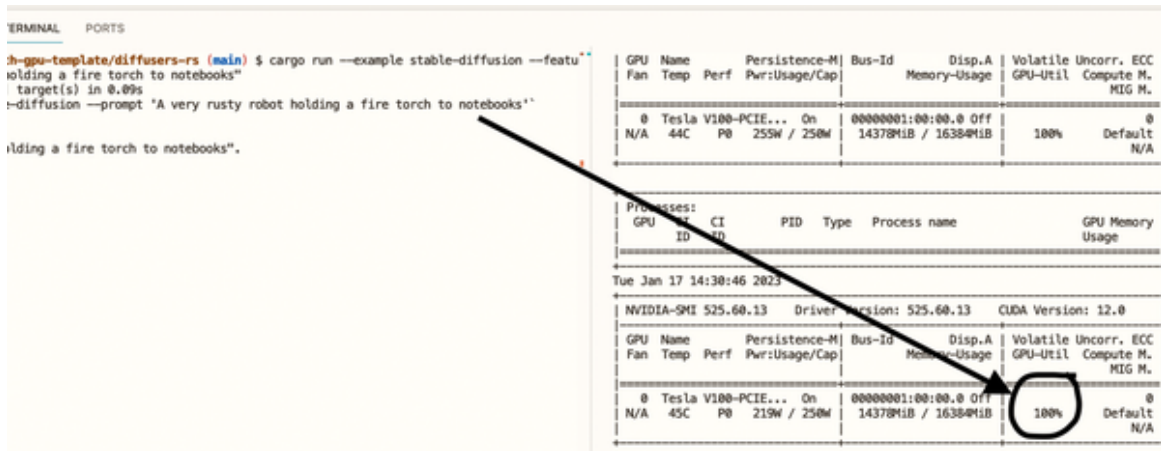 TERMINAL PORTS
h-gpu-template/diffusers-rs (main) $ cargo run --example stable-diffusion --featu
olding a fire torch to notebooks"
target(s) in 0.09s
e-diffusion --prompt 'A very rusty robot holding a fire torch to notebooks'`
olding a fire torch to notebooks".
| GPU Name Persistence-M| Bus-Id Disp.A | Volatile Uncorr. ECC
| Fan Temp Perf Pwr:Usage/Cap| Memory-Usage | GPU-Util Compute M.
| | | MIG M.
| 0 Tesla V100-PCIE... On | 00000001:00:00.0 Off | 0
| N/A 44C P0 255W / 250W | 14378MiB / 16384MiB | 100% Default
| | | N/A
| Processes:
| GPU GI CI PID Type Process name GPU Memory
| ID ID Usage
Tue Jan 17 14:30:46 2023
| NVIDIA-SMI 525.60.13 Driver Version: 525.60.13 CUDA Version: 12.0
| GPU Name Persistence-M| Bus-Id Disp.A | Volatile Uncorr. ECC
| Fan Temp Perf Pwr:Usage/Cap| Memory-Usage | GPU-Util Compute M.
| | | MIG M.
| 0 Tesla V100-PCIE... On | 00000001:00:00.0 Off | 0
| N/A 45C P0 219W / 250W | 14378MiB / 16384MiB | 100% Default
| | | N/A